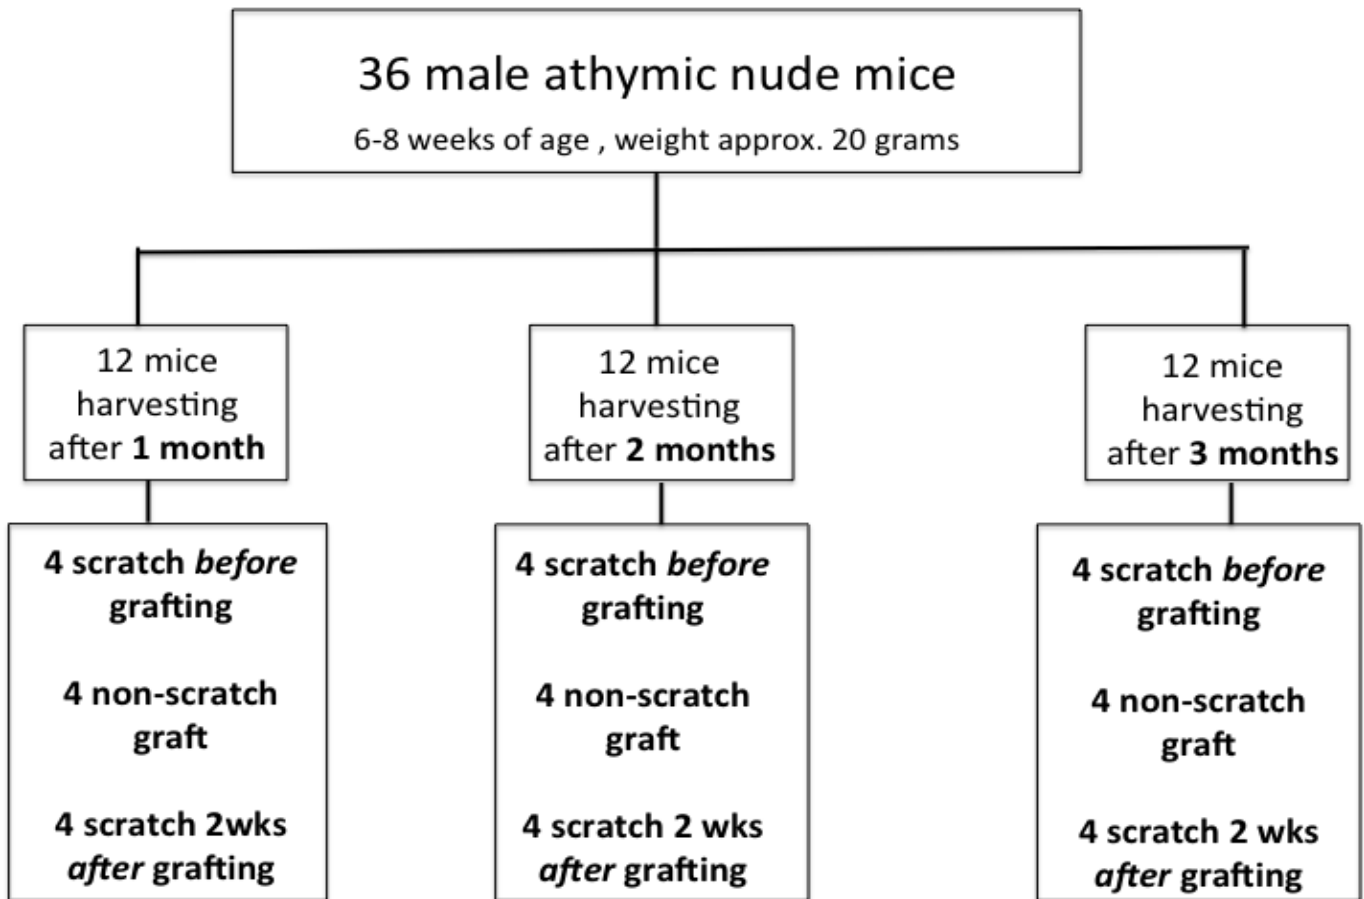 36 male athymic nude mice
6-8 weeks of age , weight approx. 20 grams
12 mice
harvesting
after 1 month
12 mice
harvesting
after 2 months
12 mice
harvesting
after 3 months
4 scratch before
grafting
4 non-scratch
graft
4 scratch 2wks
after grafting
4 scratch before
grafting
4 non-scratch
graft
4 scratch 2 wks
after grafting
4 scratch before
grafting
4 non-scratch
graft
4 scratch 2 wks
after grafting